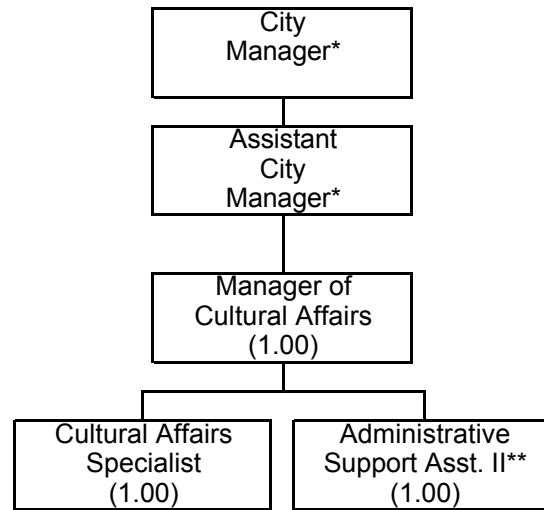 City
Manager*
Assistant
City
Manager*
Manager of
Cultural Affairs
(1.00)
Cultural Affairs
Specialist
(1.00)
Administrative
Support Asst. II**
(1.00)